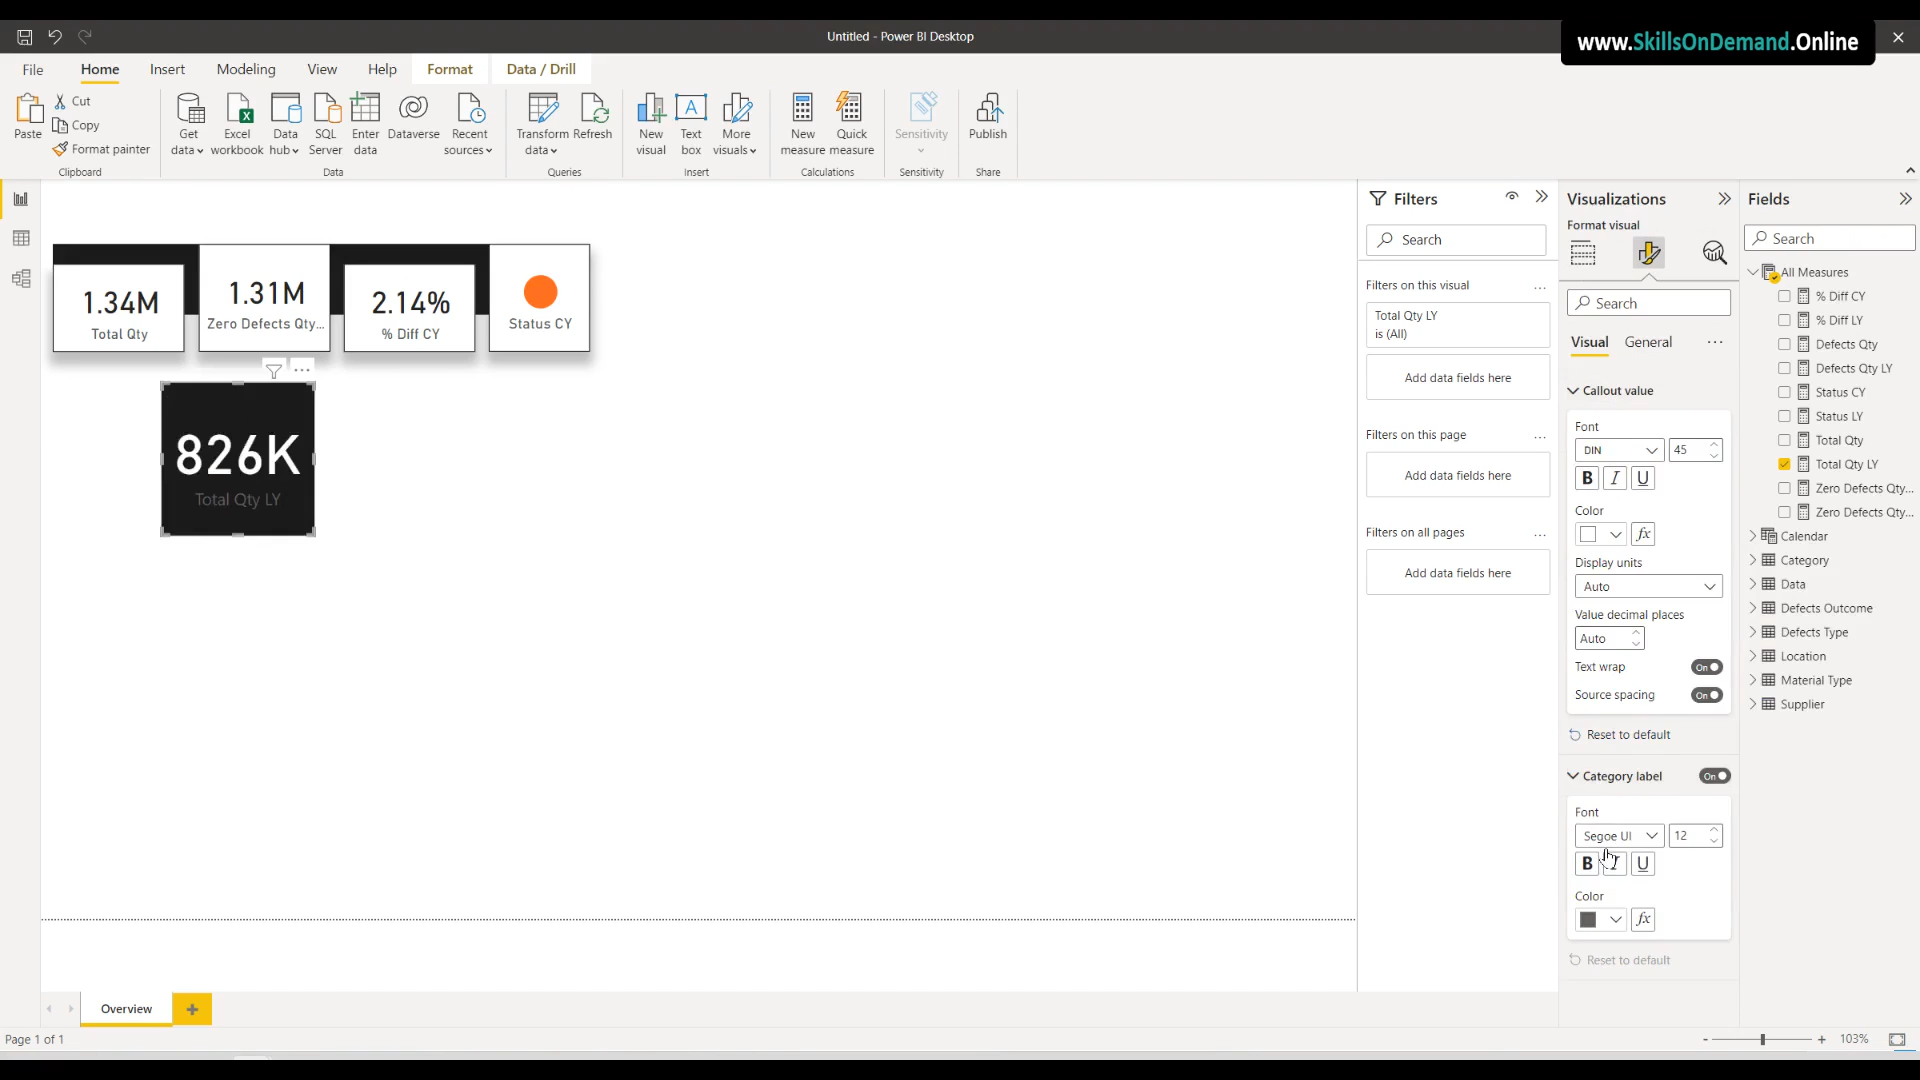 Untitled - Power BI Desktop
www.SkillsOnDemand.Online
File Home Insert Modeling View Help Format Data / Drill
Paste
Cut
Copy
Format painter
Clipboard
Get data
Excel workbook
Data hub
SQL Server
Enter data
Dataverse
Recent sources
Data
Transform data
Refresh
Queries
New visual
Text box
More visuals
Insert
New measure
Quick measure
Calculations
Sensitivity
Sensitivity
Publish
Share
1.34M
Total Qty
1.31M
Zero Defects Qty...
2.14%
% Diff CY
Status CY
826K
Total Qty LY
Filters
Search
Filters on this visual
Total Qty LY
is (All)
Add data fields here
Filters on this page
Add data fields here
Filters on all pages
Add data fields here
Visualizations
Format visual
Search
Visual General
Callout value
Font
DIN 45
B I U
Color
fx
Display units
Auto
Value decimal places
Auto
Text wrap On
Source spacing On
Reset to default
Category label On
Font
Segoe UI 12
B I U
Color
fx
Reset to default
Fields
Search
All Measures
% Diff CY
% Diff LY
Defects Qty
Defects Qty LY
Status CY
Status LY
Total Qty
Total Qty LY
Zero Defects Qty...
Zero Defects Qty...
Calendar
Category
Data
Defects Outcome
Defects Type
Location
Material Type
Supplier
Overview
Page 1 of 1
- + 103%